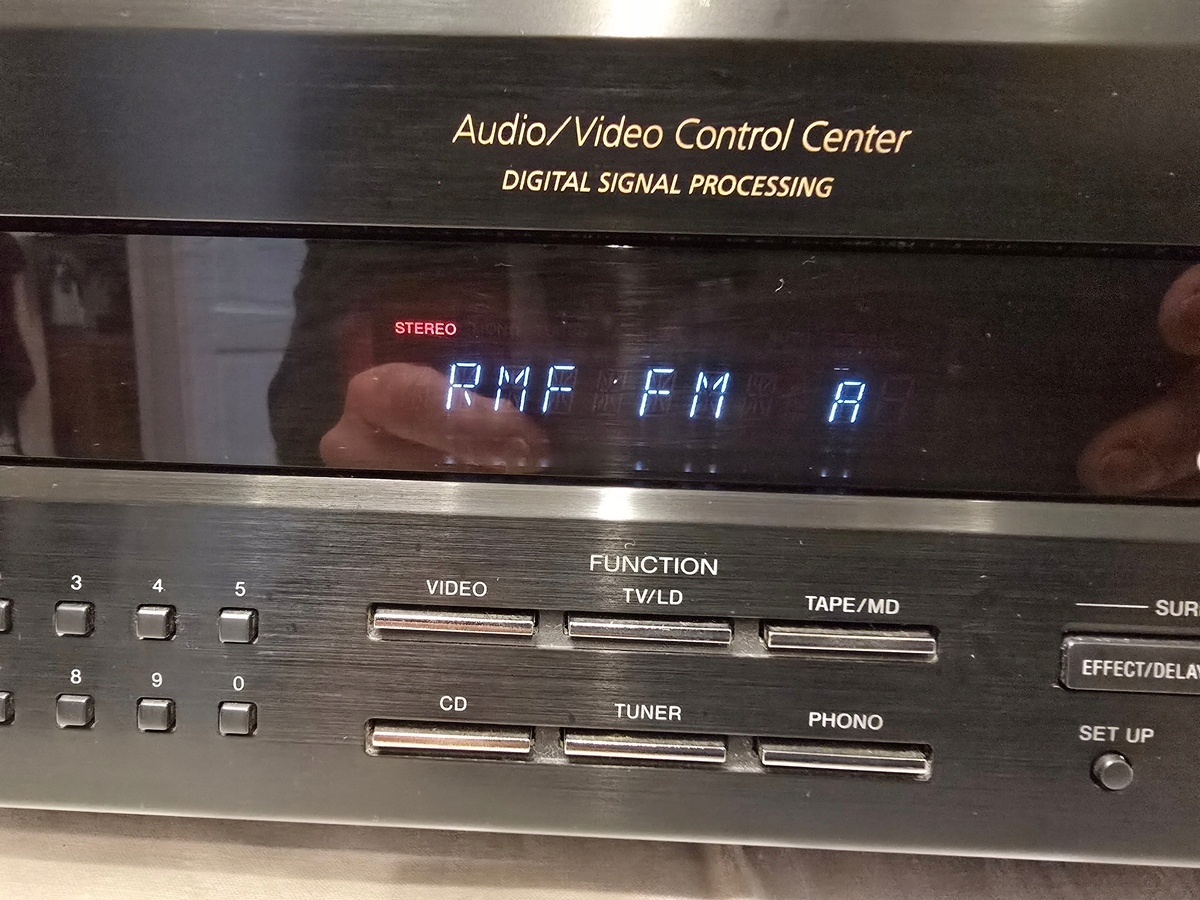 Audio/Video Control Center
DIGITAL SIGNAL PROCESSING
STEREO
RMF FM A
FUNCTION
3 4 5 VIDEO TV/LD TAPE/MD
EFFECT/DELAY
8 9 0 CD TUNER PHONO SET UP